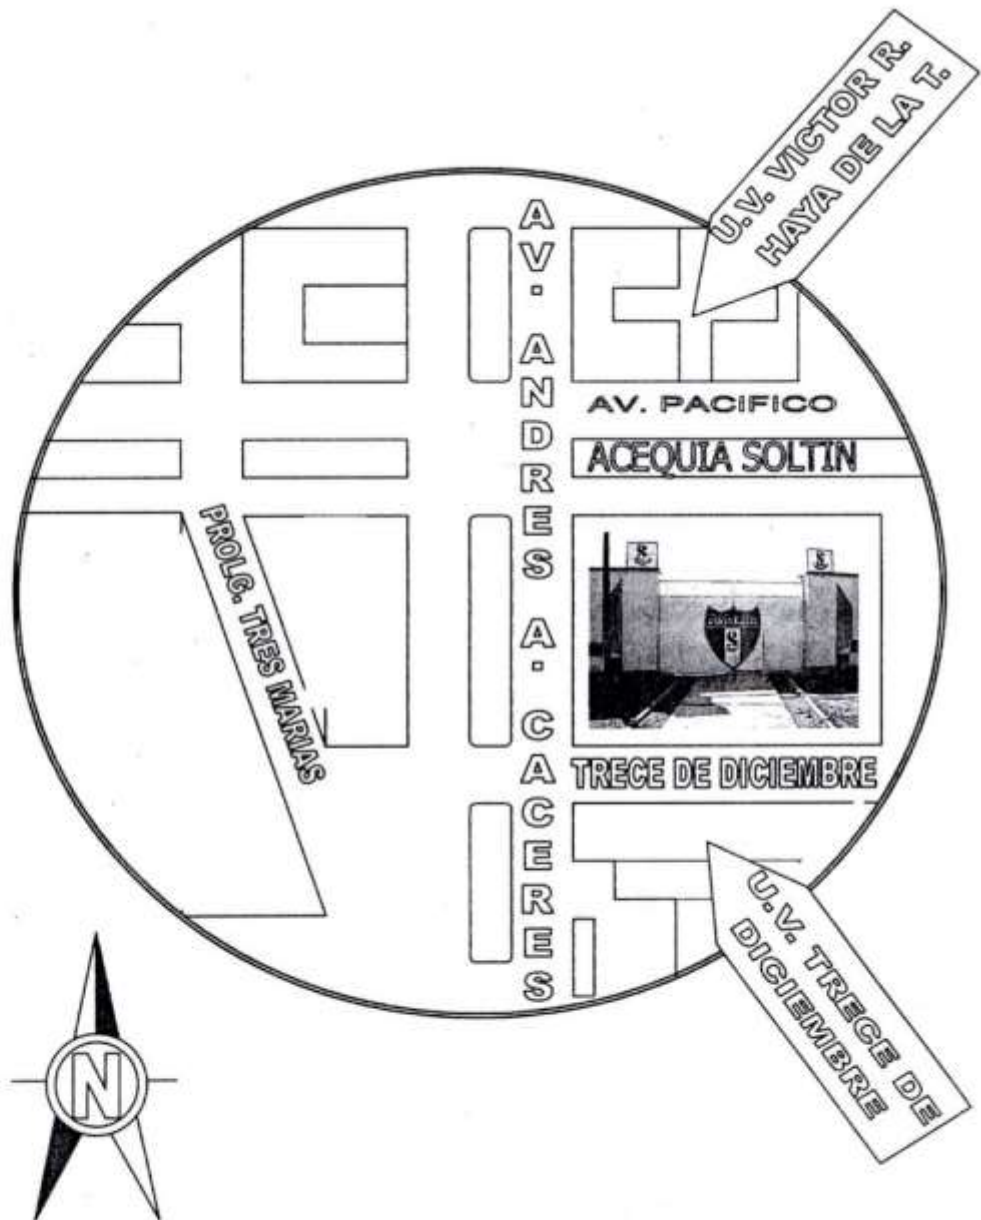 U.V. VICTOR R.
HAYA DE LA T.
AV. ANDRES A. CACERES
AV. PACIFICO
ACEQUIA SOLTIN
PROLG. TRES MARIAS
S
S
S
TRECE DE DICIEMBRE
U.V. TRECE DE
DICIEMBRE
N